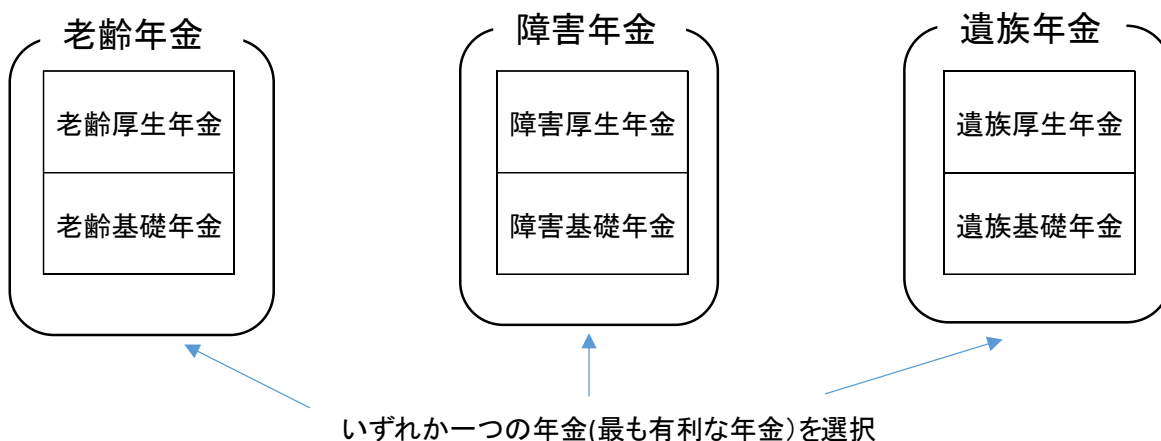 老齢年金
障害年金
遺族年金
老齢厚生年金
障害厚生年金
遺族厚生年金
老齢基礎年金
障害基礎年金
遺族基礎年金
いずれか一つの年金(最も有利な年金)を選択